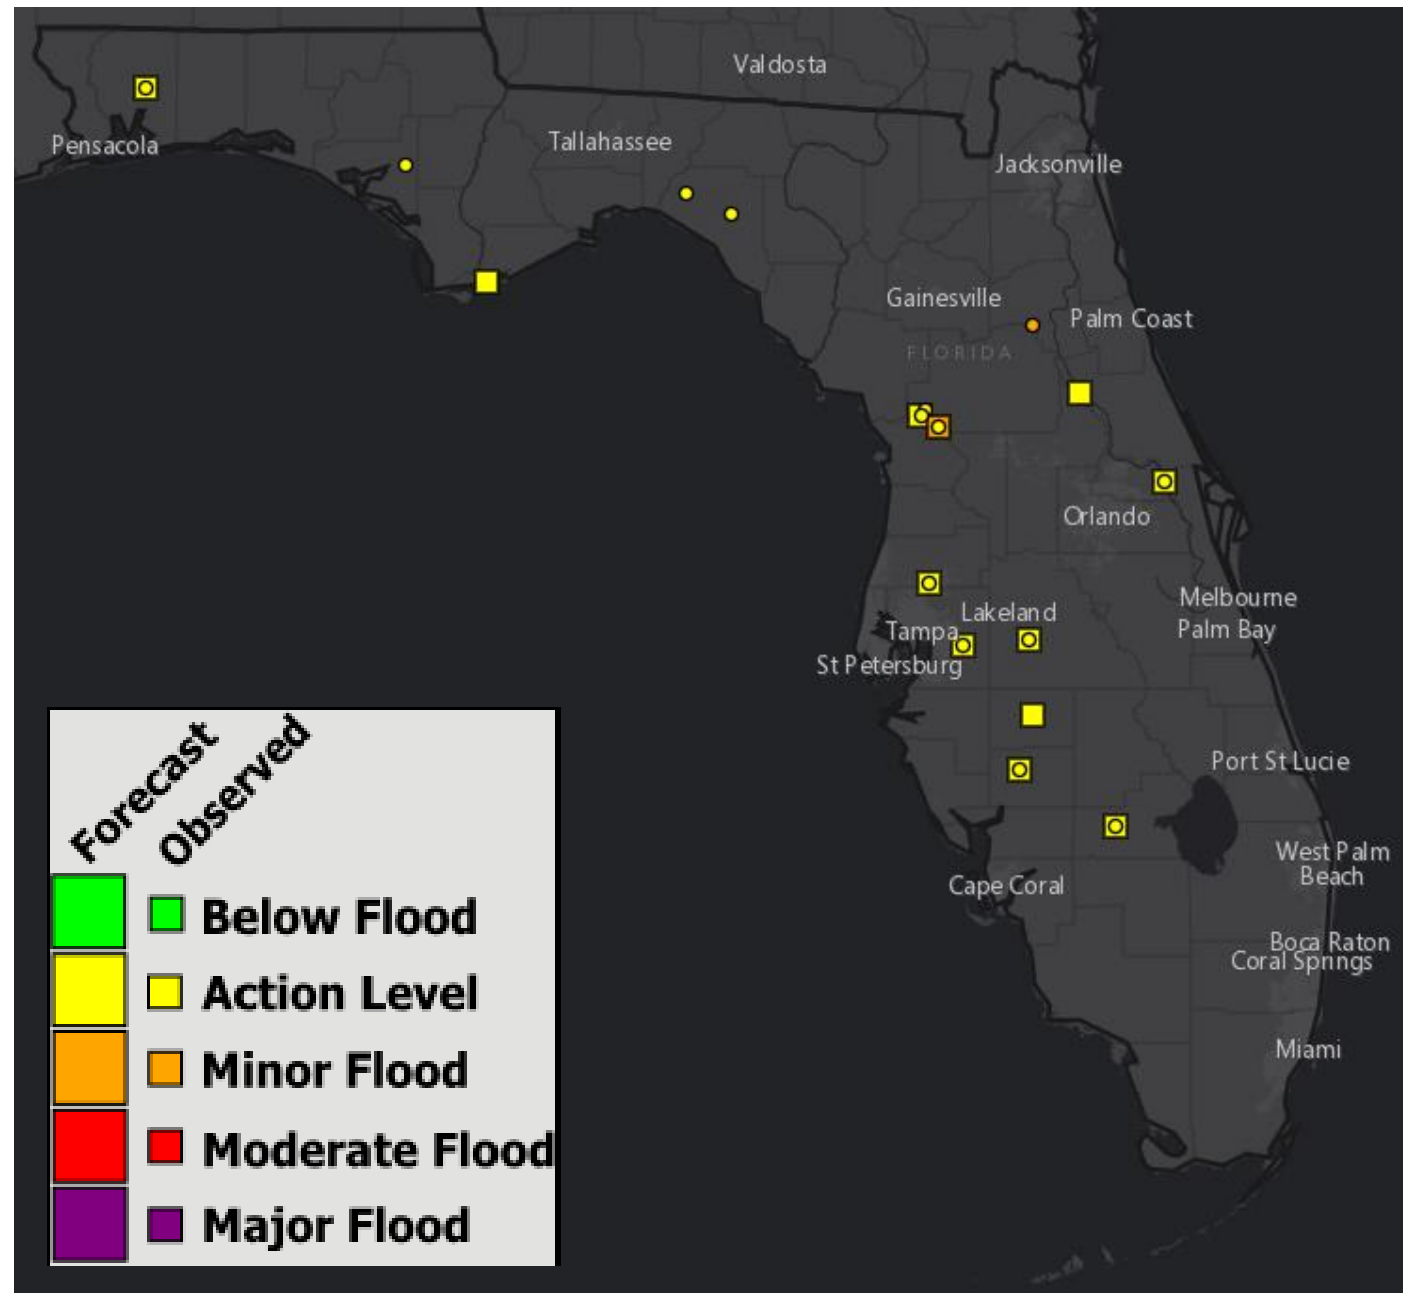 Valdosta
Pensacola
Tallahassee
Jacksonville
Gainesville
Palm Coast
FLORIDA
Orlando
Melbourne
Lakeland
Tampa
Palm Bay
St Petersburg
Port St Lucie
West Palm
Beach
Cape Coral
Boca Raton
Coral Springs
Miami
Forecast
Observed
Below Flood
Action Level
Minor Flood
Moderate Flood
Major Flood